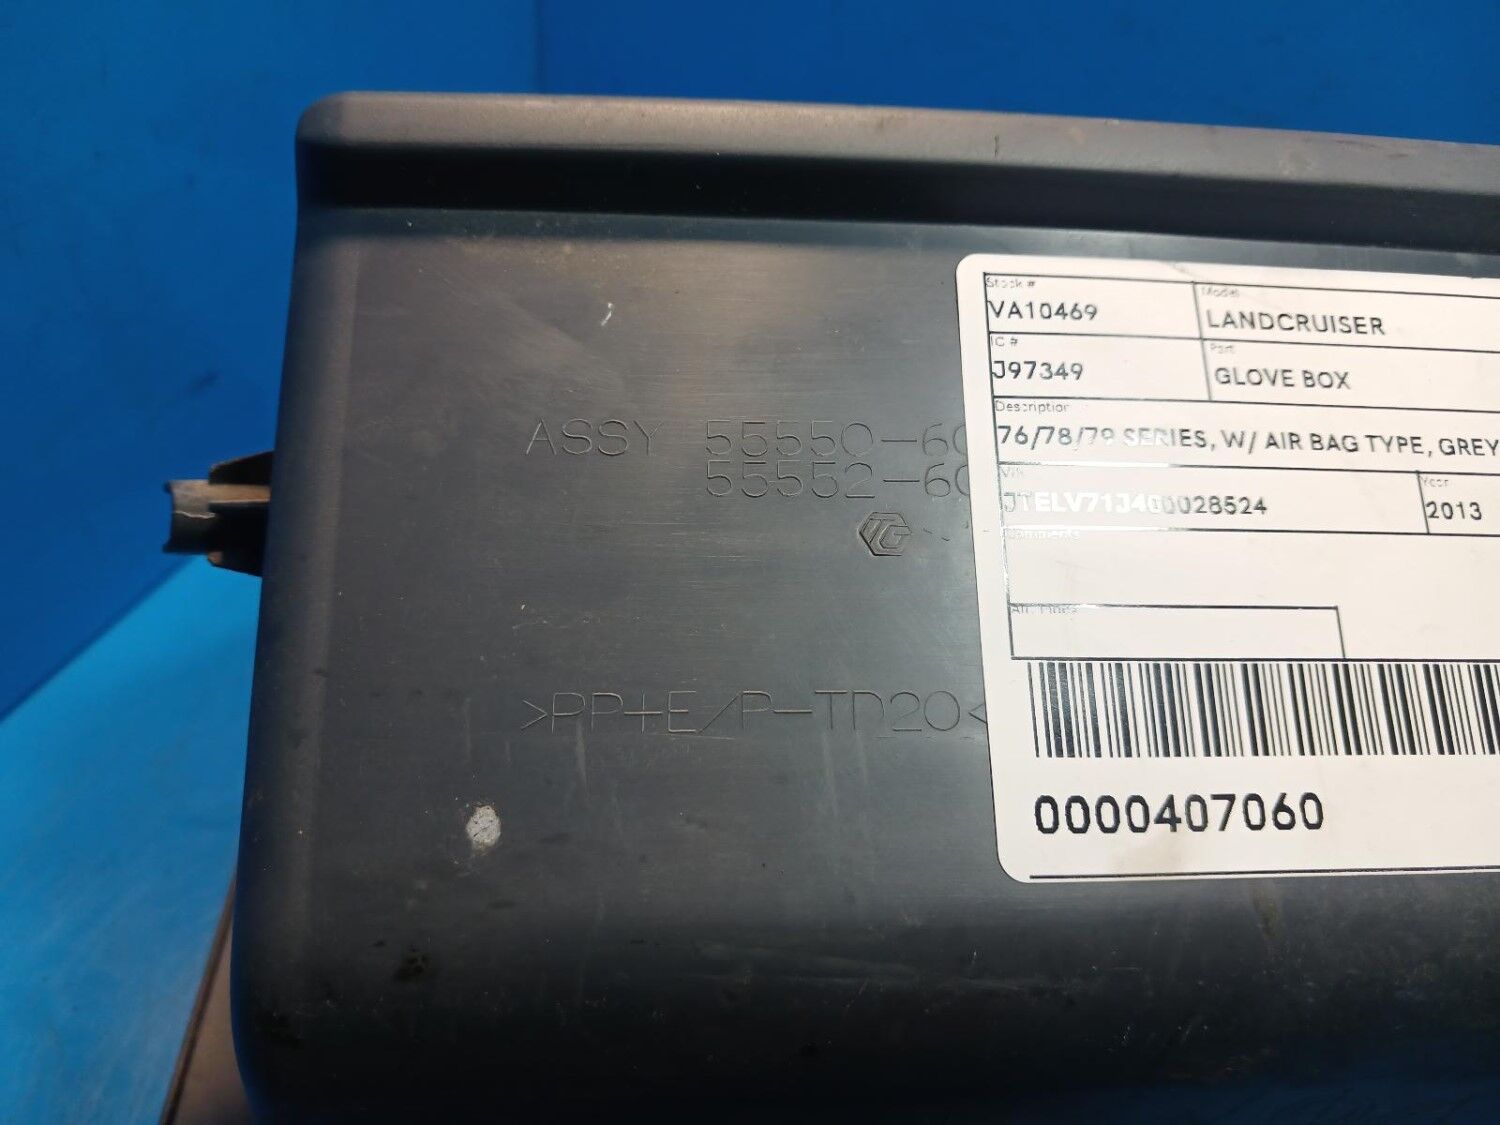 ASSY 55550-60
55552-60
TG
>PP+E/P-TD20<
Stock #
VA10469
Model
LANDCRUISER
IC #
J97349
Part
GLOVE BOX
Description
76/78/79 SERIES, W/ AIR BAG TYPE, GREY
VIN
JTELV71J400028524
Year
2013
Comments
0000407060